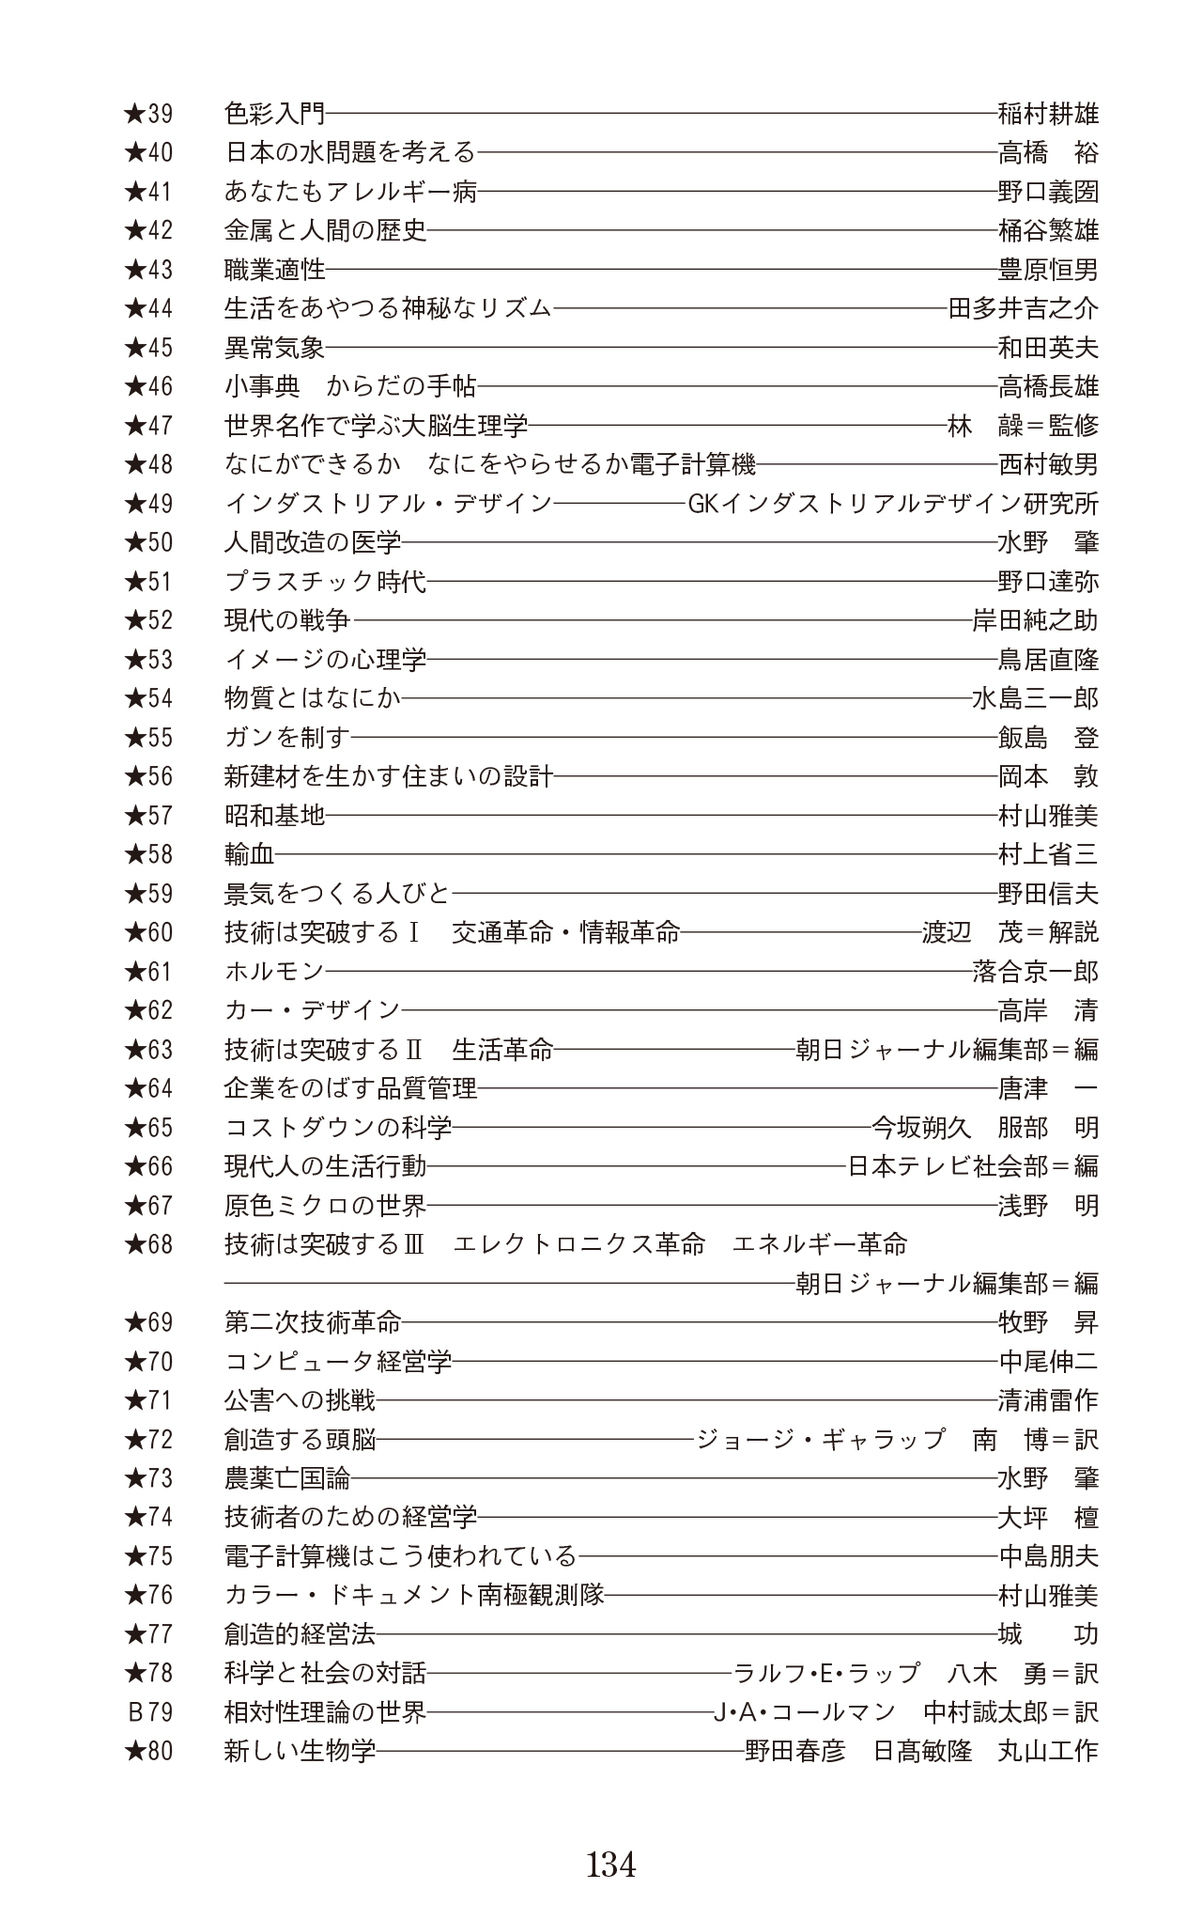 ★39 色彩入門――稲村耕雄
★40 日本の水問題を考える――高橋　裕
★41 あなたもアレルギー病――野口義圀
★42 金属と人間の歴史――桶谷繁雄
★43 職業適性――豊原恒男
★44 生活をあやつる神秘なリズム――田多井吉之介
★45 異常気象――和田英夫
★46 小事典　からだの手帖――高橋長雄
★47 世界名作で学ぶ大脳生理学――林　髞＝監修
★48 なにができるか　なにをやらせるか電子計算機――西村敏男
★49 インダストリアル・デザイン――GKインダストリアルデザイン研究所
★50 人間改造の医学――水野　肇
★51 プラスチック時代――野口達弥
★52 現代の戦争――岸田純之助
★53 イメージの心理学――鳥居直隆
★54 物質とはなにか――水島三一郎
★55 ガンを制す――飯島　登
★56 新建材を生かす住まいの設計――岡本　敦
★57 昭和基地――村山雅美
★58 輸血――村上省三
★59 景気をつくる人びと――野田信夫
★60 技術は突破するⅠ　交通革命・情報革命――渡辺　茂＝解説
★61 ホルモン――落合京一郎
★62 カー・デザイン――高岸　清
★63 技術は突破するⅡ　生活革命――朝日ジャーナル編集部＝編
★64 企業をのばす品質管理――唐津　一
★65 コストダウンの科学――今坂朔久　服部　明
★66 現代人の生活行動――日本テレビ社会部＝編
★67 原色ミクロの世界――浅野　明
★68 技術は突破するⅢ　エレクトロニクス革命　エネルギー革命
――朝日ジャーナル編集部＝編
★69 第二次技術革命――牧野　昇
★70 コンピュータ経営学――中尾伸二
★71 公害への挑戦――清浦雷作
★72 創造する頭脳――ジョージ・ギャラップ　南　博＝訳
★73 農薬亡国論――水野　肇
★74 技術者のための経営学――大坪　檀
★75 電子計算機はこう使われている――中島朋夫
★76 カラー・ドキュメント南極観測隊――村山雅美
★77 創造的経営法――城　　功
★78 科学と社会の対話――ラルフ・E・ラップ　八木　勇＝訳
B79 相対性理論の世界――J・A・コールマン　中村誠太郎＝訳
★80 新しい生物学――野田春彦　日髙敏隆　丸山工作
134